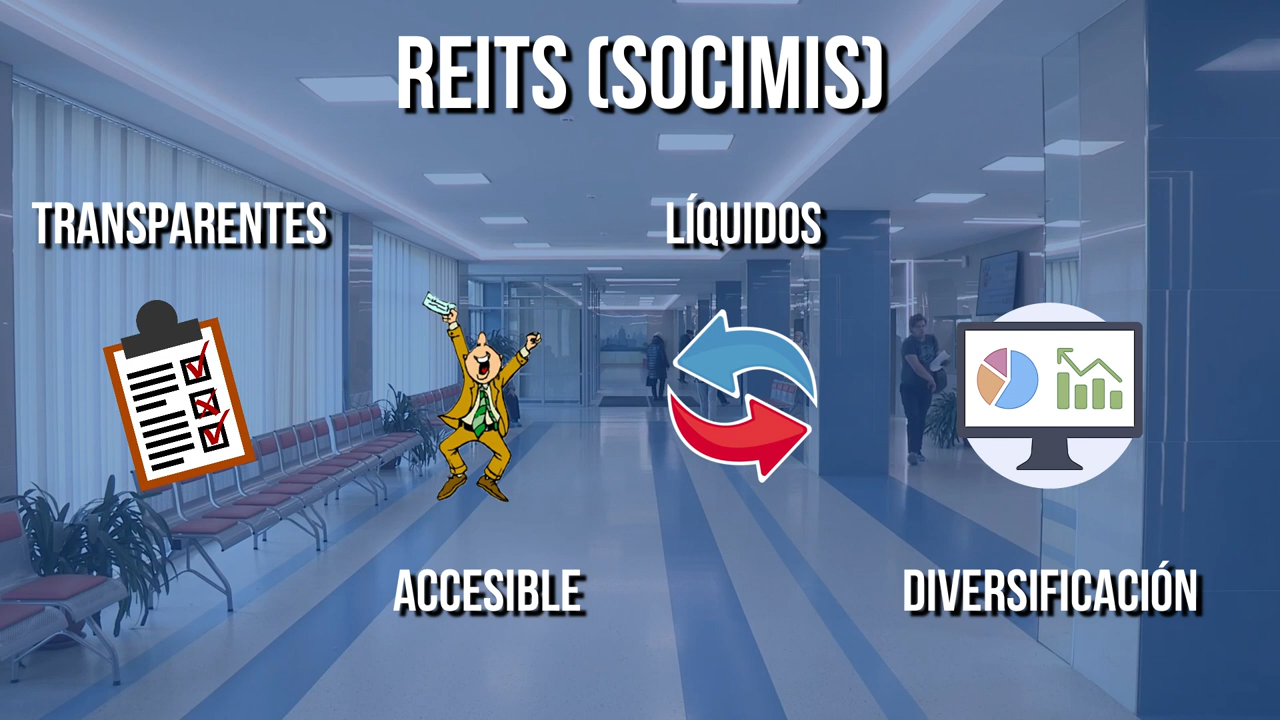 REITS (SOCIMIS)
TRANSPARENTES
LÍQUIDOS
ACCESIBLE
DIVERSIFICACIÓN